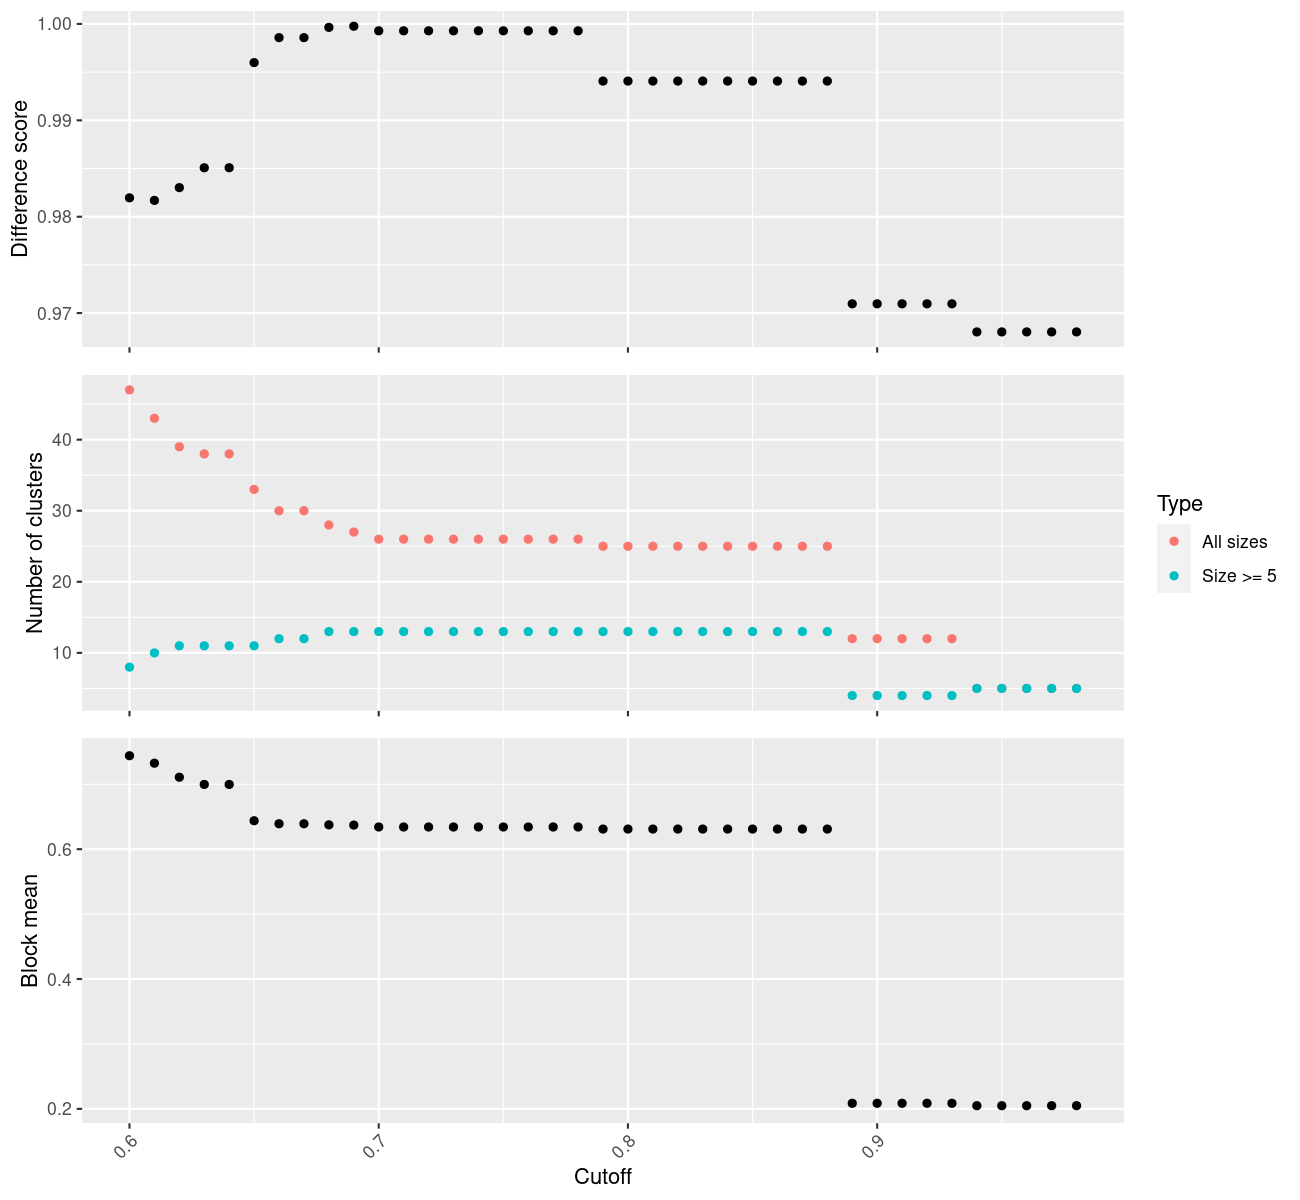 1.00
0.99
0.98
0.97
Difference score
40
30
20
10
Number of clusters
Type
All sizes
Size >= 5
0.6
0.4
0.2
Block mean
0.6
0.7
0.8
0.9
Cutoff